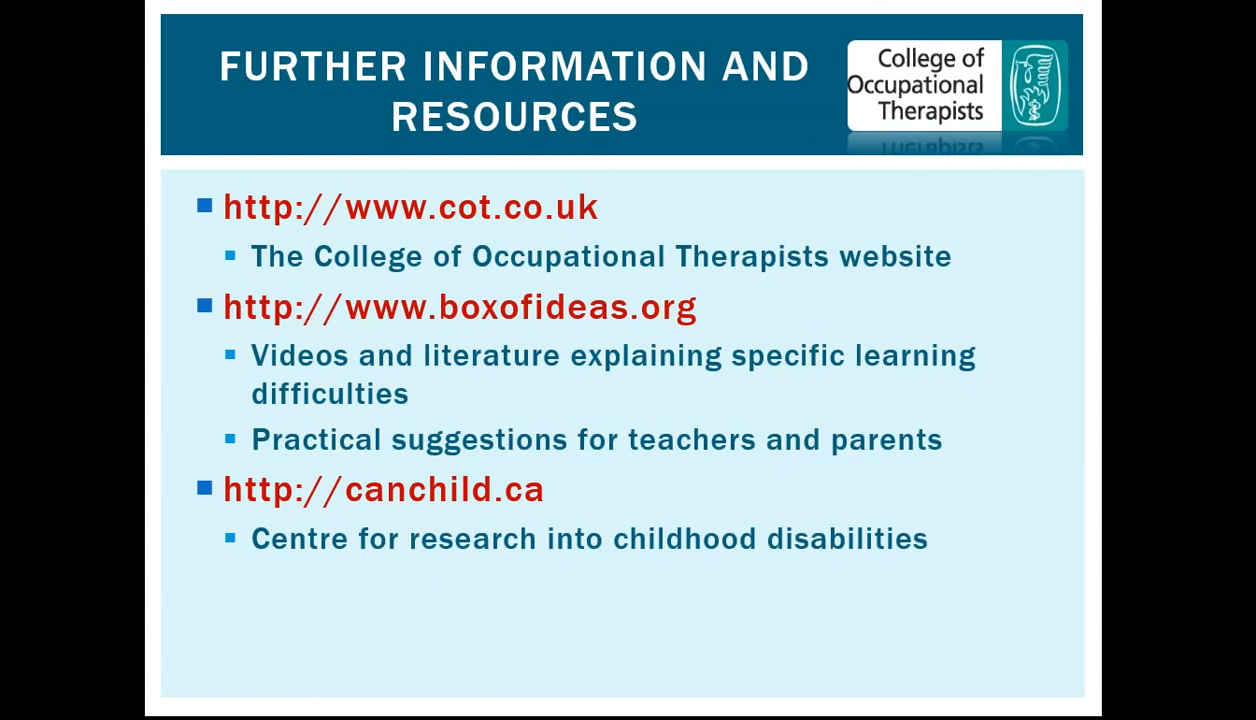 FURTHER INFORMATION AND
RESOURCES
College of
Occupational
Therapists
http://www.cot.co.uk
The College of Occupational Therapists website
http://www.boxofideas.org
Videos and literature explaining specific learning
difficulties
Practical suggestions for teachers and parents
http://canchild.ca
Centre for research into childhood disabilities